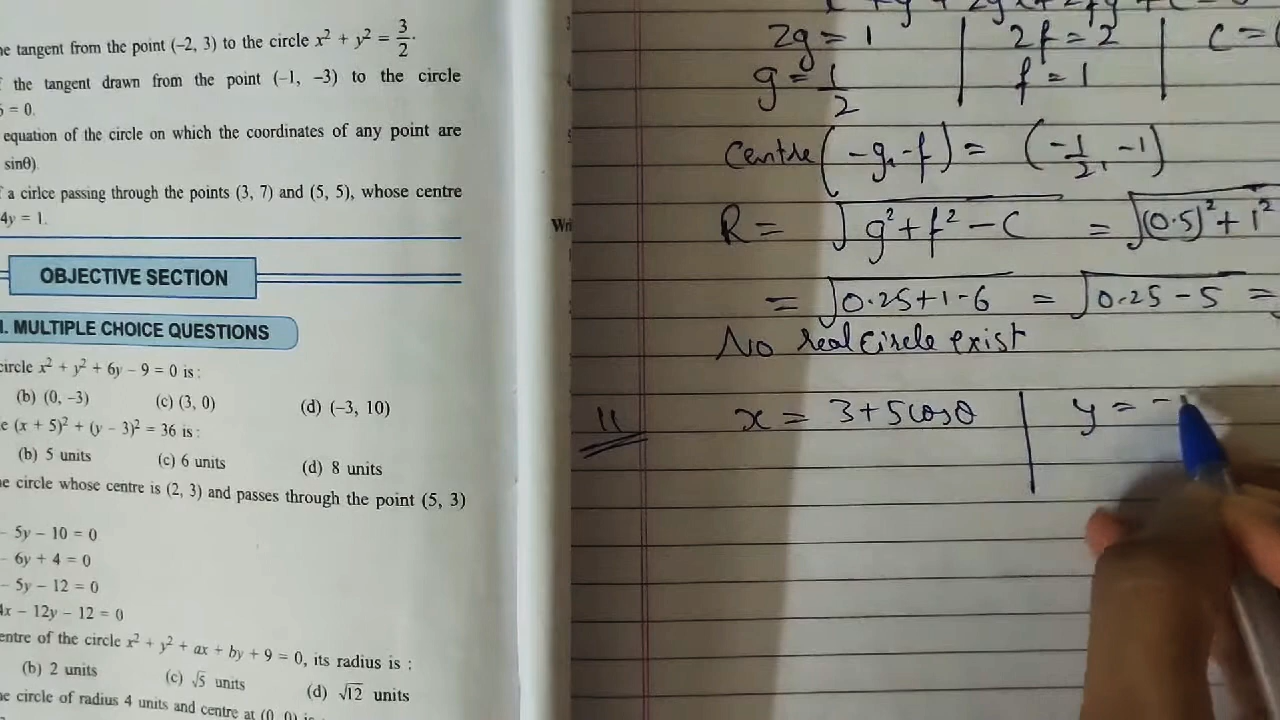 ne tangent from the point (–2, 3) to the circle x² + y² = 3/2.
the tangent drawn from the point (–1, –3) to the circle
= 0.
equation of the circle on which the coordinates of any point are
sinθ).
a cirlce passing through the points (3, 7) and (5, 5), whose centre
4y = 1.
OBJECTIVE SECTION
I. MULTIPLE CHOICE QUESTIONS
circle x² + y² + 6y – 9 = 0 is :
(b) (0, –3) (c) (3, 0) (d) (–3, 10)
e (x + 5)² + (y – 3)² = 36 is :
(b) 5 units (c) 6 units (d) 8 units
he circle whose centre is (2, 3) and passes through the point (5, 3)
– 5y – 10 = 0
– 6y + 4 = 0
– 5y – 12 = 0
4x – 12y – 12 = 0
entre of the circle x² + y² + ax + by + 9 = 0, its radius is :
(b) 2 units (c) √5 units (d) √12 units
he circle of radius 4 units and centre at (0, 0) is
Wri
2g = 1 | 2f = 2 | C =
g = 1/2 | f = 1
Centre (-g, -f) = (-1/2, -1)
R = √g² + f² - C = √(0.5)² + 1²
= √0.25+1-6 = √0.25 - 5 =
No real circle exist
11 x = 3 + 5cosθ | y = -